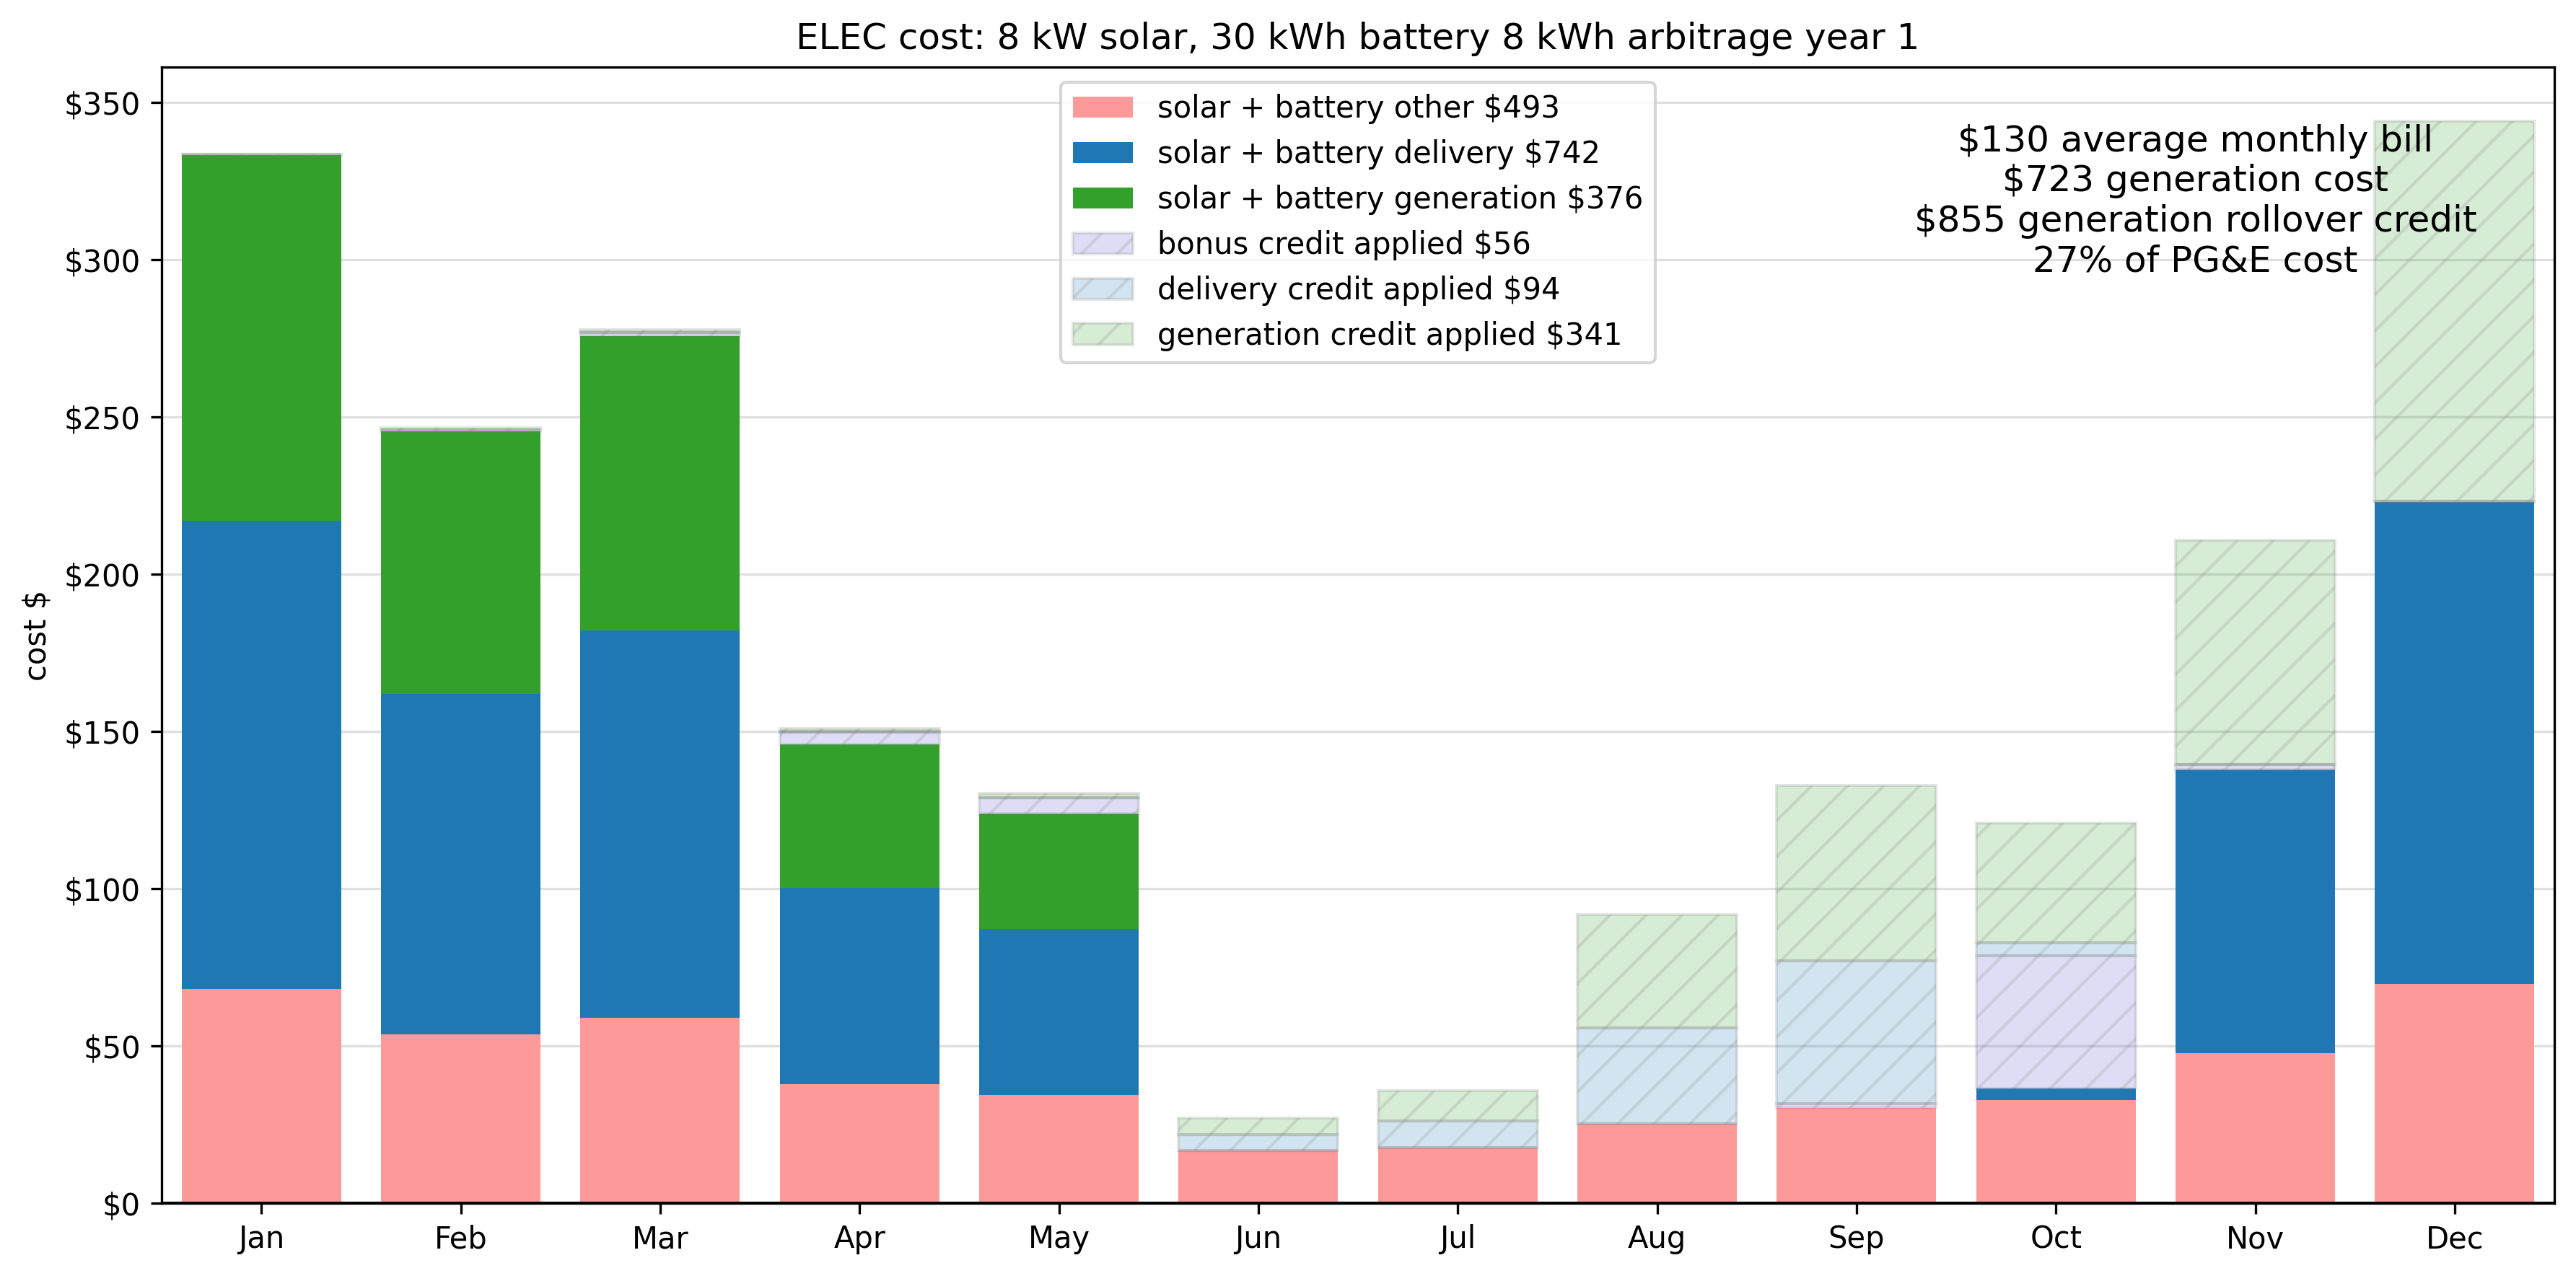 ELEC cost: 8 kW solar, 30 kWh battery 8 kWh arbitrage year 1
cost $
$350
$300
$250
$200
$150
$100
$50
$0
solar + battery other $493
solar + battery delivery $742
solar + battery generation $376
bonus credit applied $56
delivery credit applied $94
generation credit applied $341
$130 average monthly bill
$723 generation cost
$855 generation rollover credit
27% of PG&E cost
Jan Feb Mar Apr May Jun Jul Aug Sep Oct Nov Dec